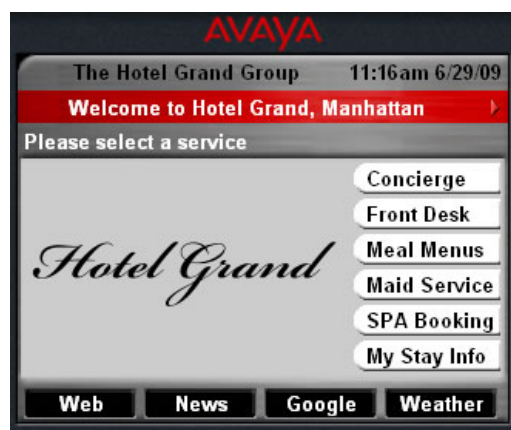 AVAYA
The Hotel Grand Group 11:16am 6/29/09
Welcome to Hotel Grand, Manhattan
Please select a service
Hotel Grand
Concierge
Front Desk
Meal Menus
Maid Service
SPA Booking
My Stay Info
Web News Google Weather